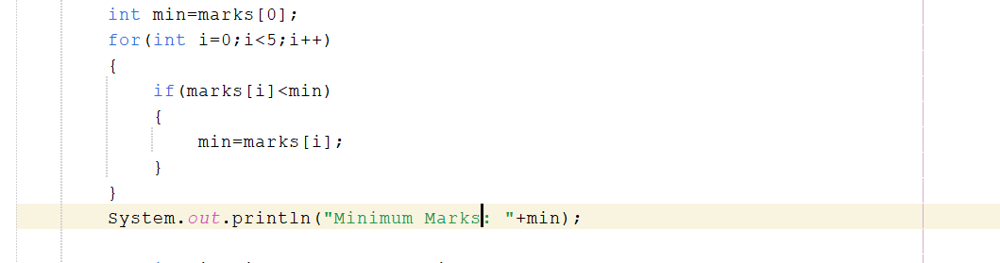 int min=marks[0];
for(int i=0;i<5;i++)
{
if(marks[i]<min)
{
min=marks[i];
}
}
System.out.println("Minimum Marks: "+min);